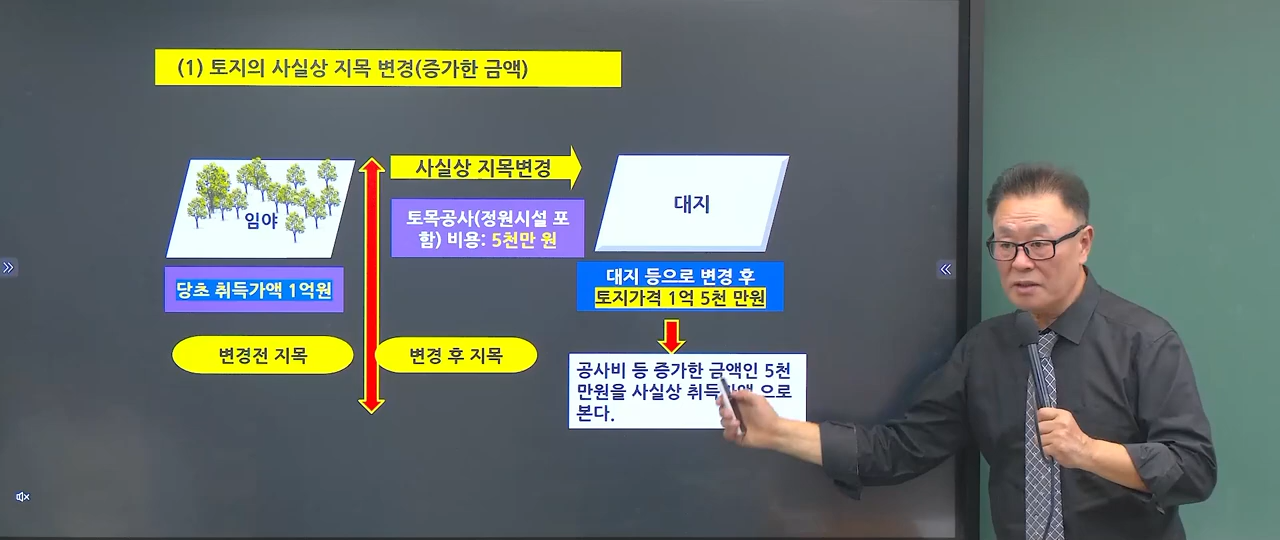 (1) 토지의 사실상 지목 변경(증가한 금액)
임야
당초 취득가액 1억원
변경전 지목
사실상 지목변경
토목공사(정원시설 포
함) 비용: 5천만 원
변경 후 지목
대지
대지 등으로 변경 후
토지가격 1억 5천 만원
공사비 등 증가한 금액인 5천
만원을 사실상 취득가액 으로
본다.